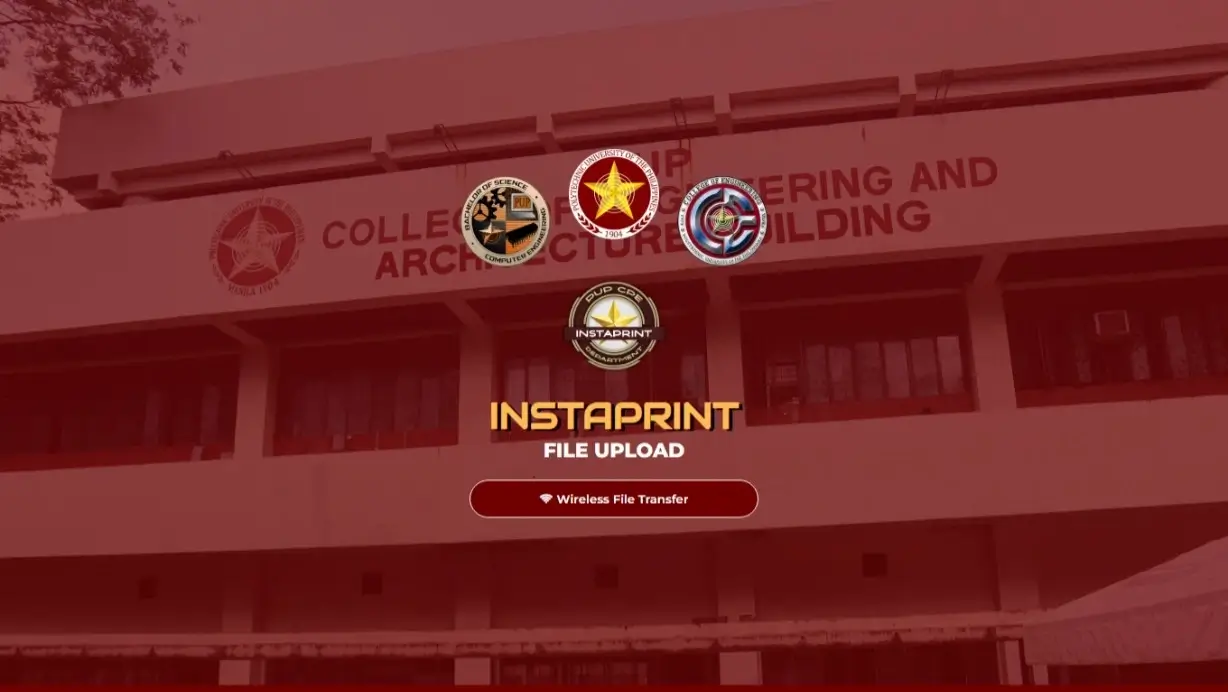 PUP
COLLEGE OF ENGINEERING AND
ARCHITECTURE BUILDING
MANILA 1904
BACHELOR OF SCIENCE
PUP
COMPUTER ENGINEERING
POLYTECHNIC UNIVERSITY OF THE PHILIPPINES
1904
COLLEGE OF ENGINEERING
PUP CPE
INSTAPRINT
DEPARTMENT
INSTAPRINT
FILE UPLOAD
Wireless File Transfer